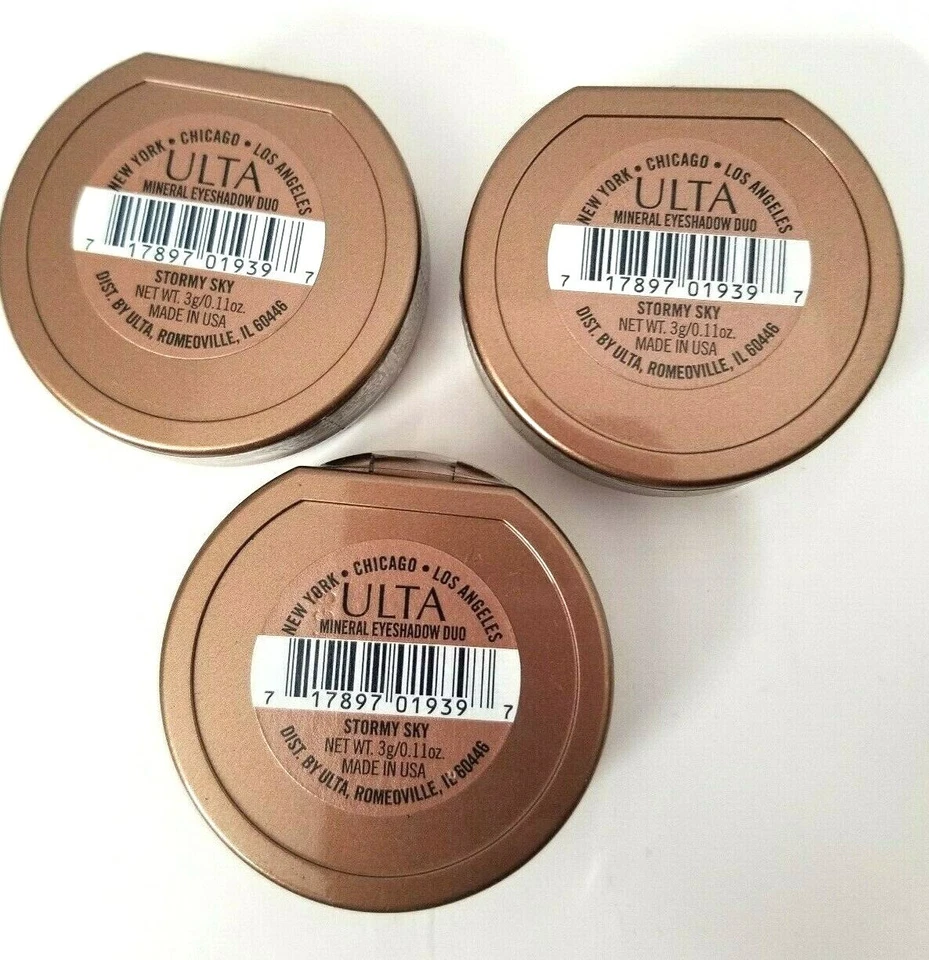 NEW YORK • CHICAGO • LOS ANGELES
ULTA
MINERAL EYESHADOW DUO
7 17897 01939 7
STORMY SKY
NET WT. 3g/0.11oz.
MADE IN USA
DIST. BY ULTA, ROMEOVILLE, IL 60446
NEW YORK • CHICAGO • LOS ANGELES
ULTA
MINERAL EYESHADOW DUO
7 17897 01939 7
STORMY SKY
NET WT. 3g/0.11oz.
MADE IN USA
DIST. BY ULTA, ROMEOVILLE, IL 60446
NEW YORK • CHICAGO • LOS ANGELES
ULTA
MINERAL EYESHADOW DUO
7 17897 01939 7
STORMY SKY
NET WT. 3g/0.11oz.
MADE IN USA
DIST. BY ULTA, ROMEOVILLE, IL 60446